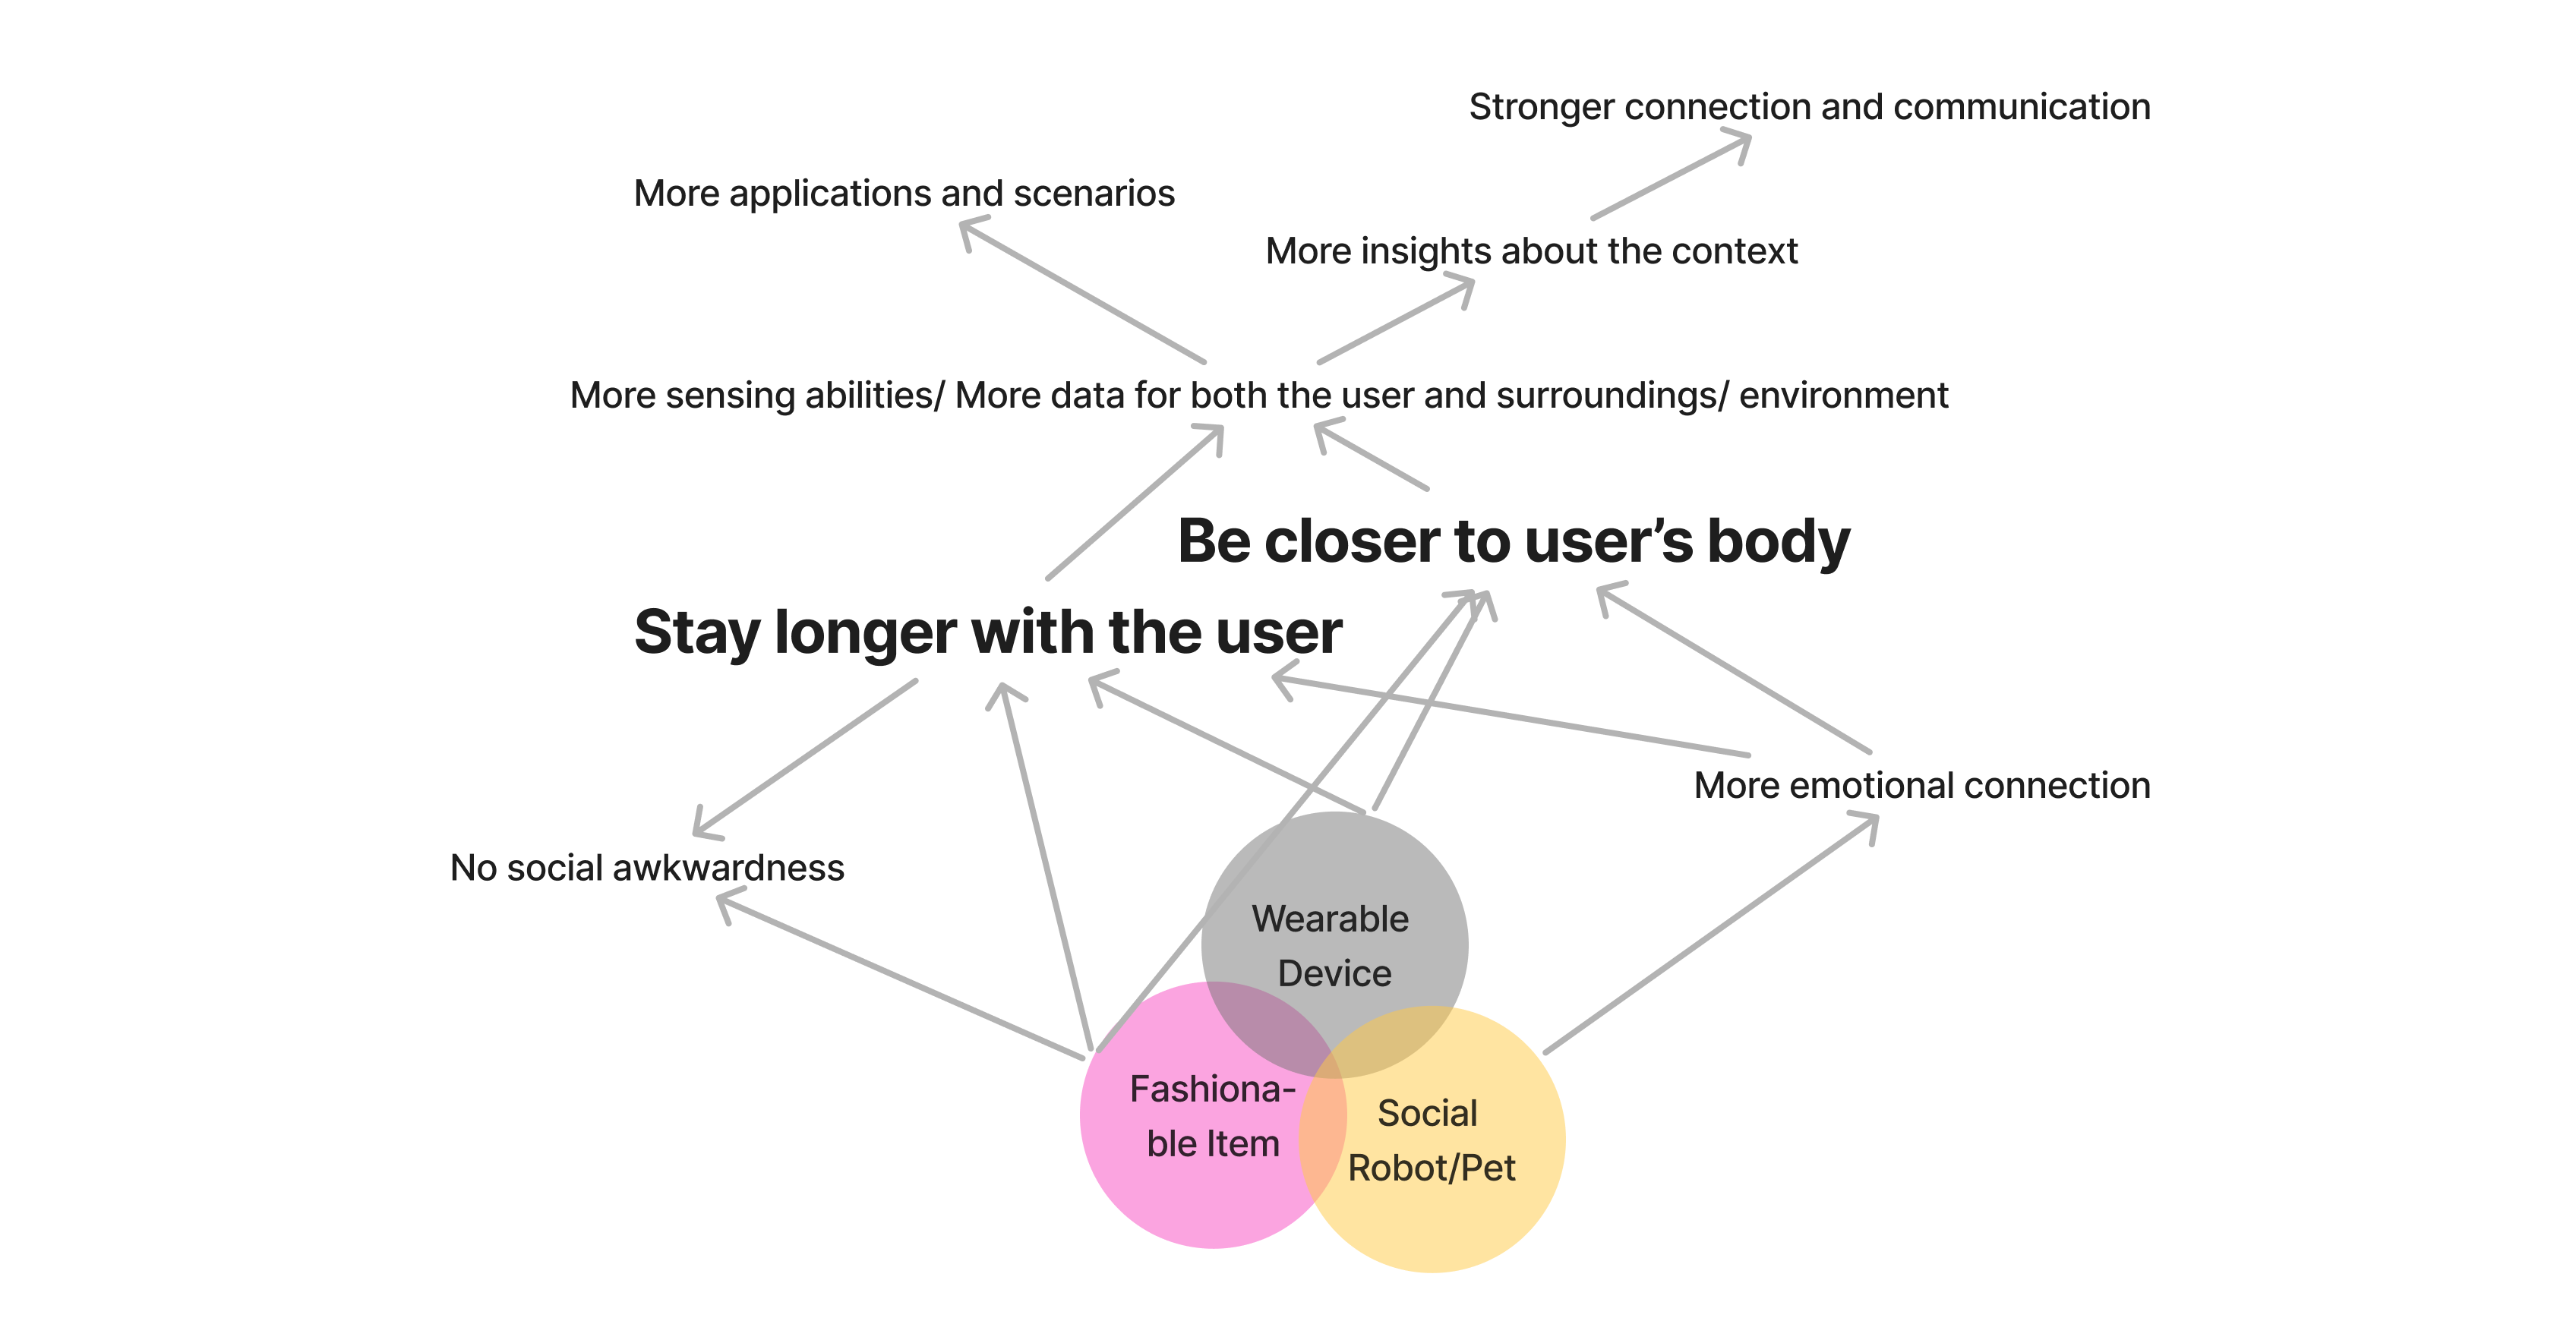 Stronger connection and communication
More applications and scenarios
More insights about the context
More sensing abilities/ More data for both the user and surroundings/ environment
Be closer to user’s body
Stay longer with the user
More emotional connection
No social awkwardness
Wearable
Device
Fashiona-
ble Item
Social
Robot/Pet